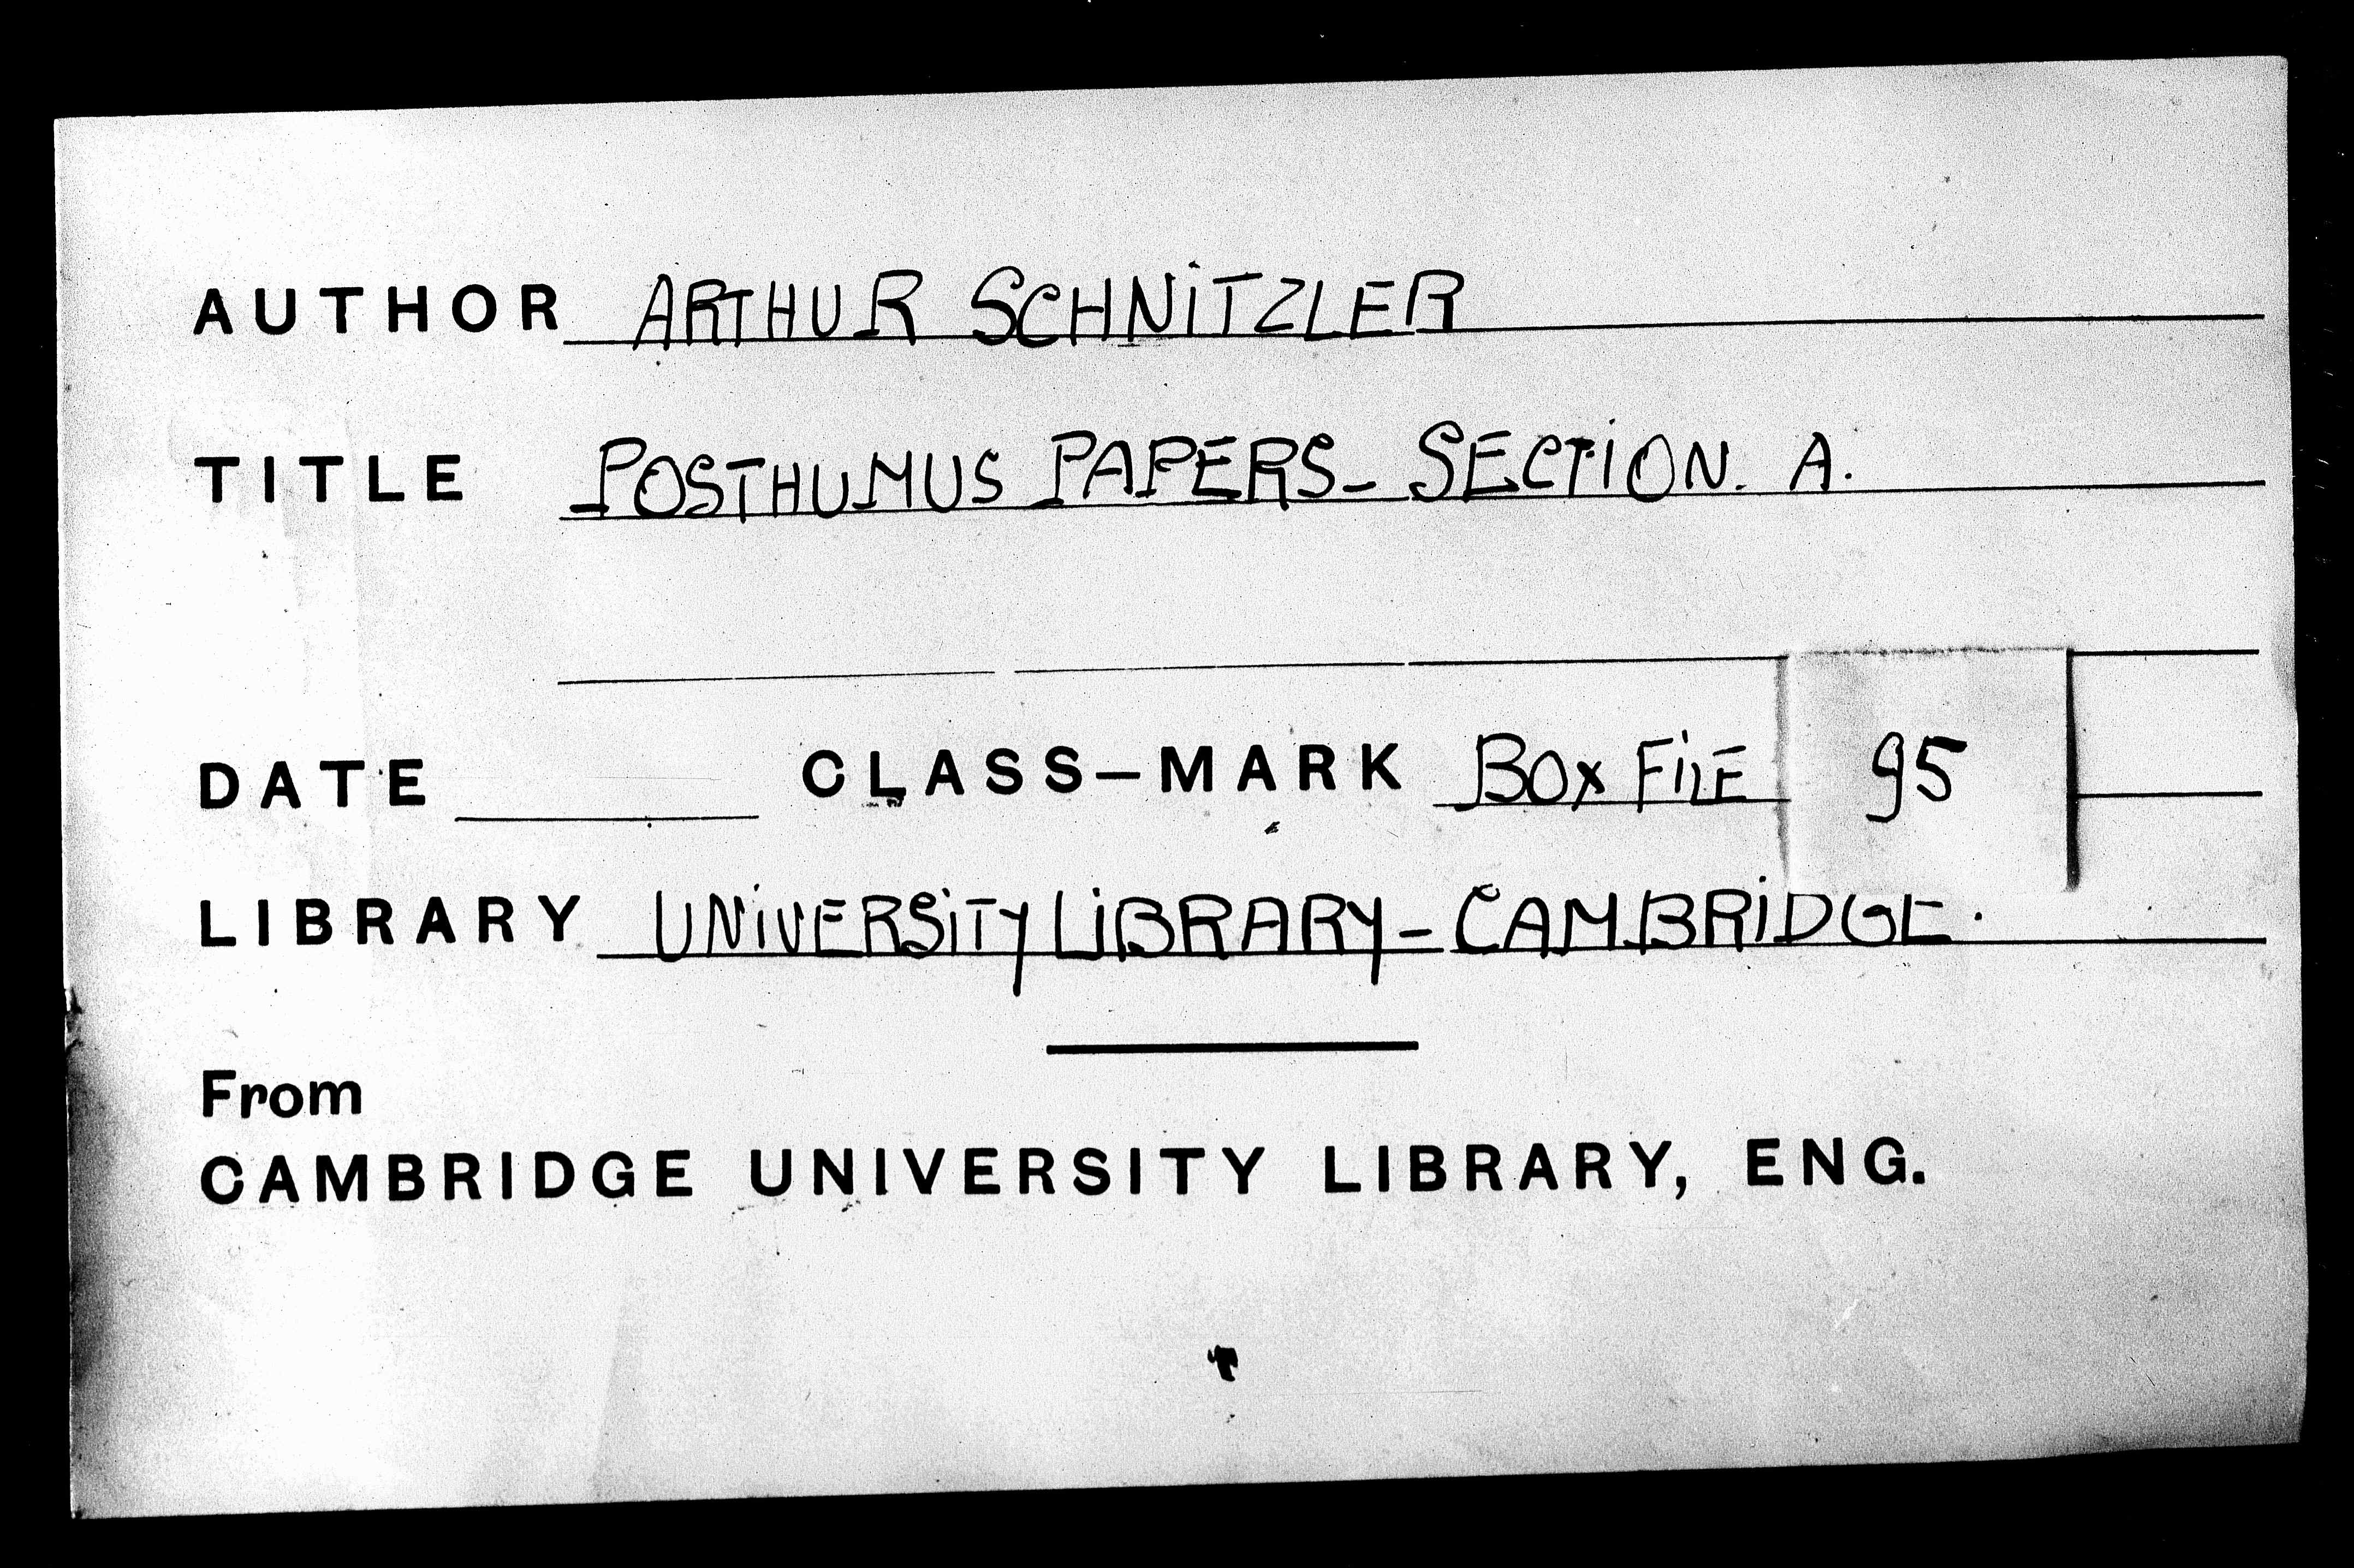 AUTHOR ARTHUR SCHNITZLER
TITLE POSTHUMUS PAPERS- SECTION. A.
DATE CLASS-MARK BOX FILE 95
LIBRARY UNIVERSITY LIBRARY - CAMBRIDGE.
From
CAMBRIDGE UNIVERSITY LIBRARY, ENG.